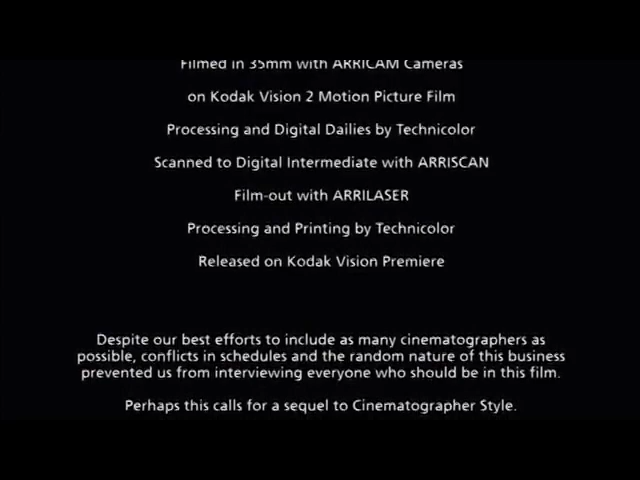 Filmed in 35mm with ARRICAM Cameras
on Kodak Vision 2 Motion Picture Film
Processing and Digital Dailies by Technicolor
Scanned to Digital Intermediate with ARRISCAN
Film-out with ARRILASER
Processing and Printing by Technicolor
Released on Kodak Vision Premiere
Despite our best efforts to include as many cinematographers as
possible, conflicts in schedules and the random nature of this business
prevented us from interviewing everyone who should be in this film.
Perhaps this calls for a sequel to Cinematographer Style.